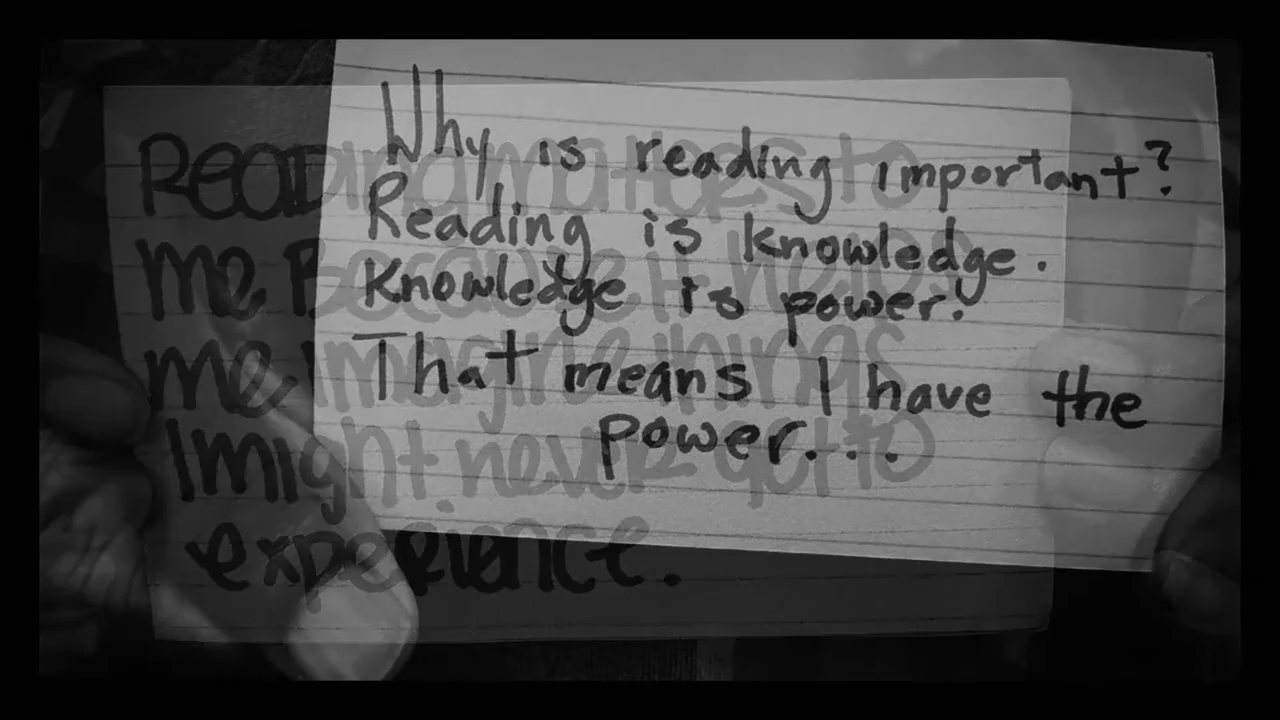 Why is reading important?
Reading is knowledge.
Knowledge is power!
That means I have the
power...
Reading matters to
me Because it helps
me Imagine things
I might never get to
experience.